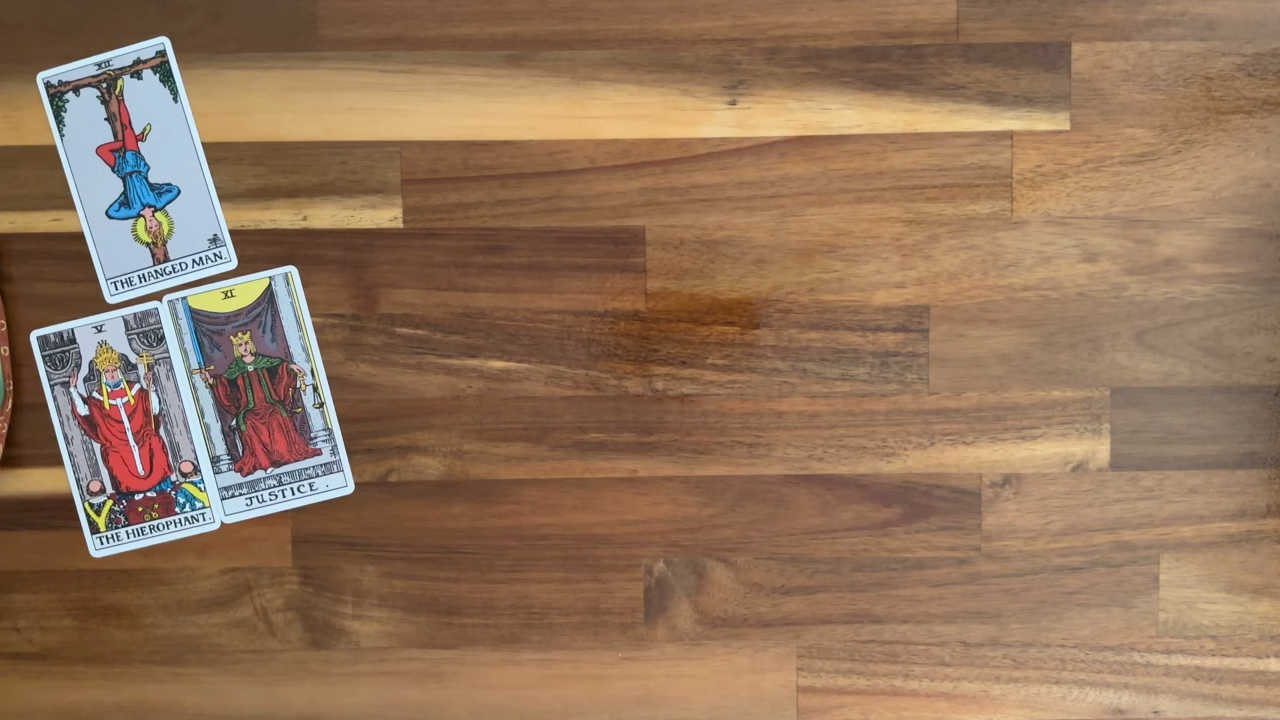 XII
THE HANGED MAN.
V
THE HIEROPHANT.
XI
JUSTICE .